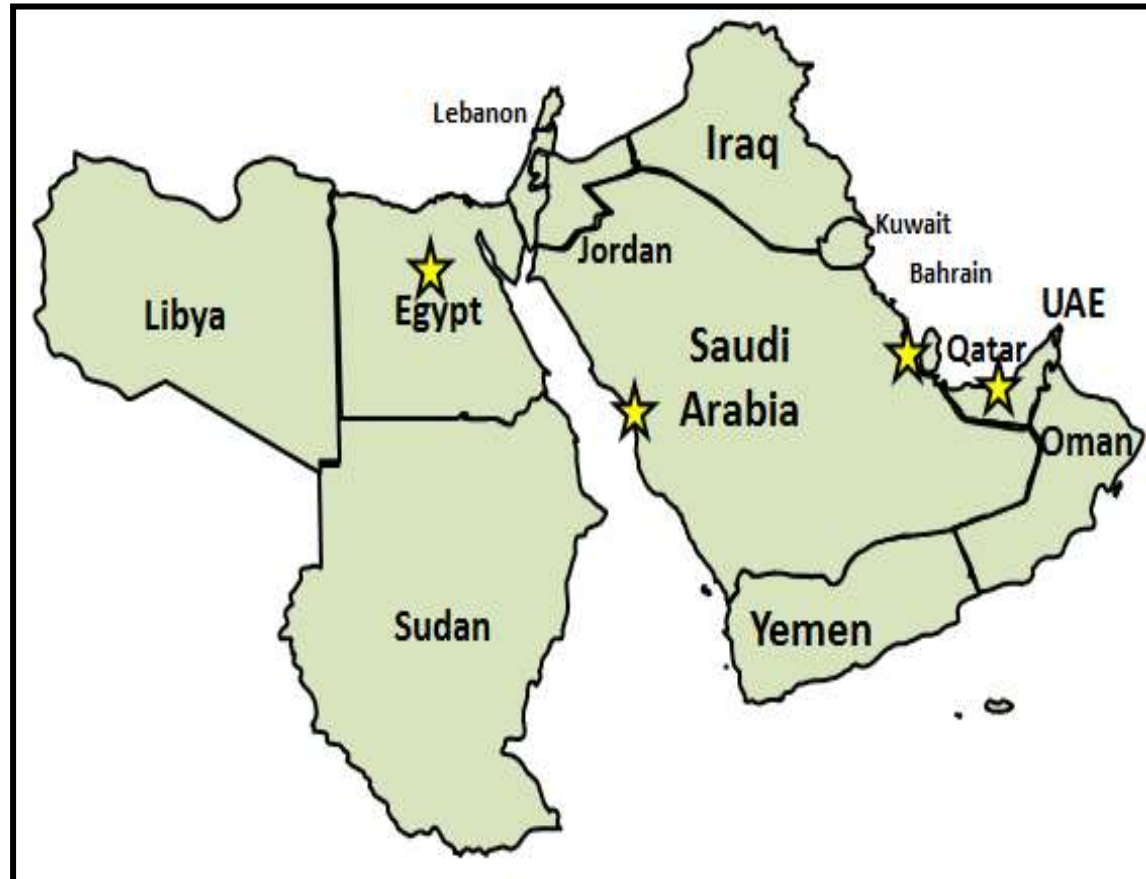 Lebanon
Iraq
Kuwait
Jordan
Bahrain
Libya
Egypt
UAE
Saudi
Arabia
Qatar
Oman
Sudan
Yemen